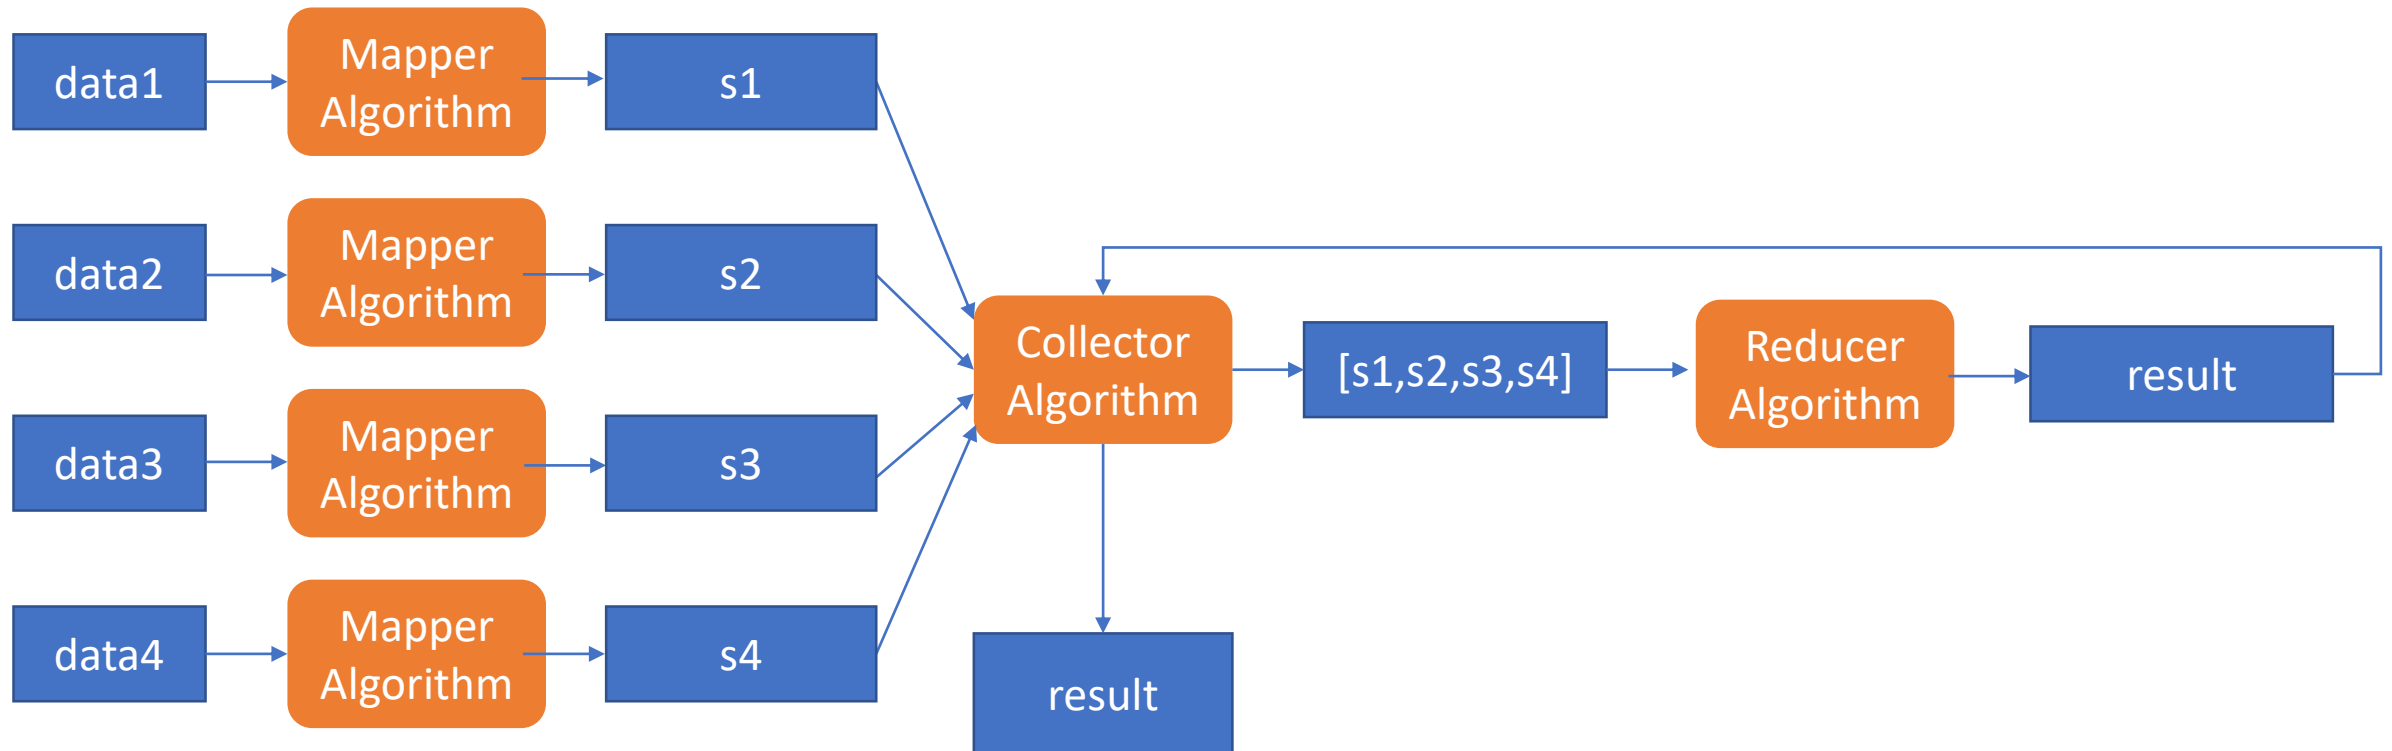 data1
Mapper
Algorithm
s1
data2
Mapper
Algorithm
s2
data3
Mapper
Algorithm
s3
data4
Mapper
Algorithm
s4
Collector
Algorithm
[s1,s2,s3,s4]
Reducer
Algorithm
result
result